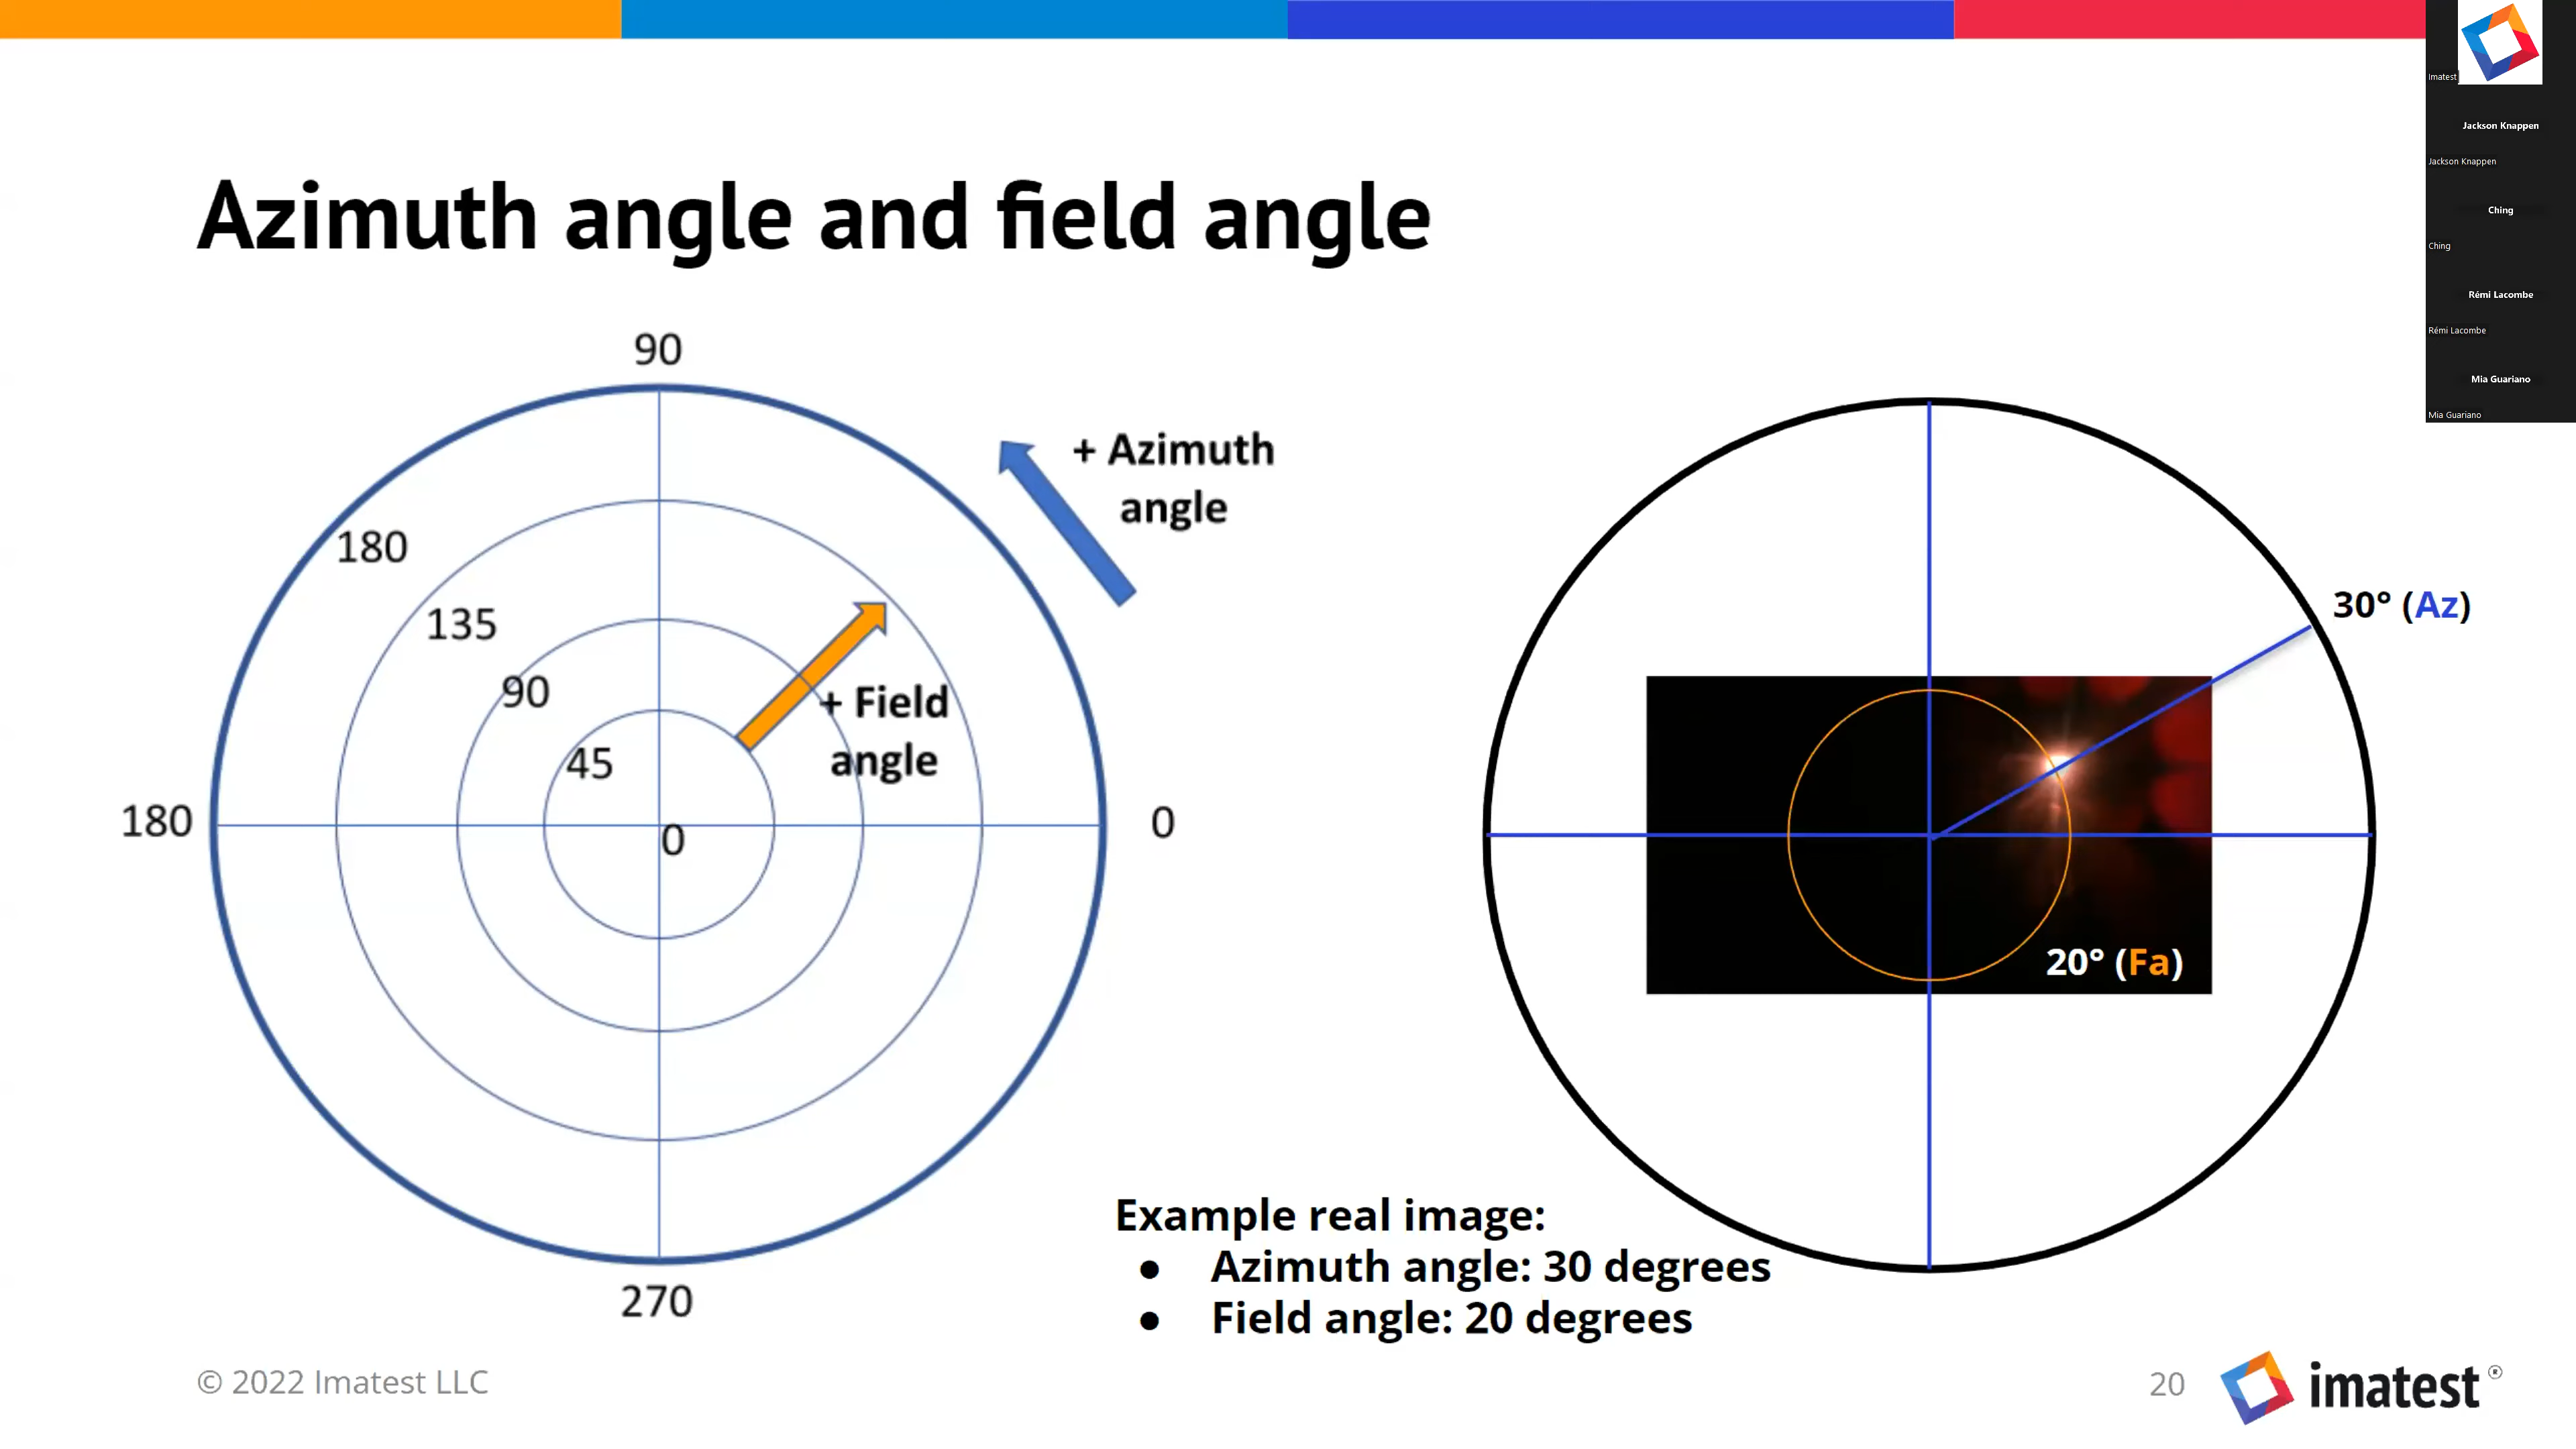 Azimuth angle and field angle
90
+ Azimuth
angle
180
135
90
45
+ Field
angle
180
0
0
270
30° (Az)
20° (Fa)
Example real image:
● Azimuth angle: 30 degrees
● Field angle: 20 degrees
© 2022 Imatest LLC
20
imatest®
Imatest
Jackson Knappen
Jackson Knappen
Ching
Ching
Rémi Lacombe
Rémi Lacombe
Mia Guariano
Mia Guariano